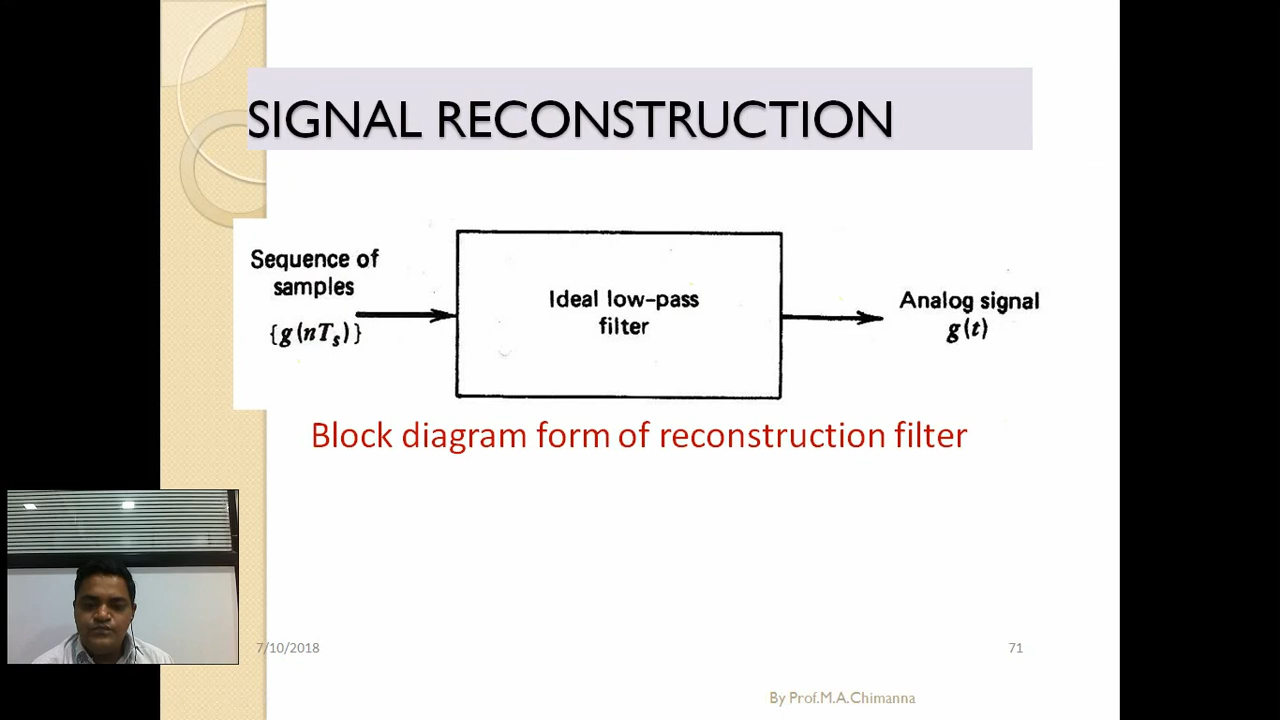 SIGNAL RECONSTRUCTION
Sequence of
samples
{g(nTₛ)}
Ideal low-pass
filter
Analog signal
g(t)
Block diagram form of reconstruction filter
7/10/2018
71
By Prof.M.A.Chimanna